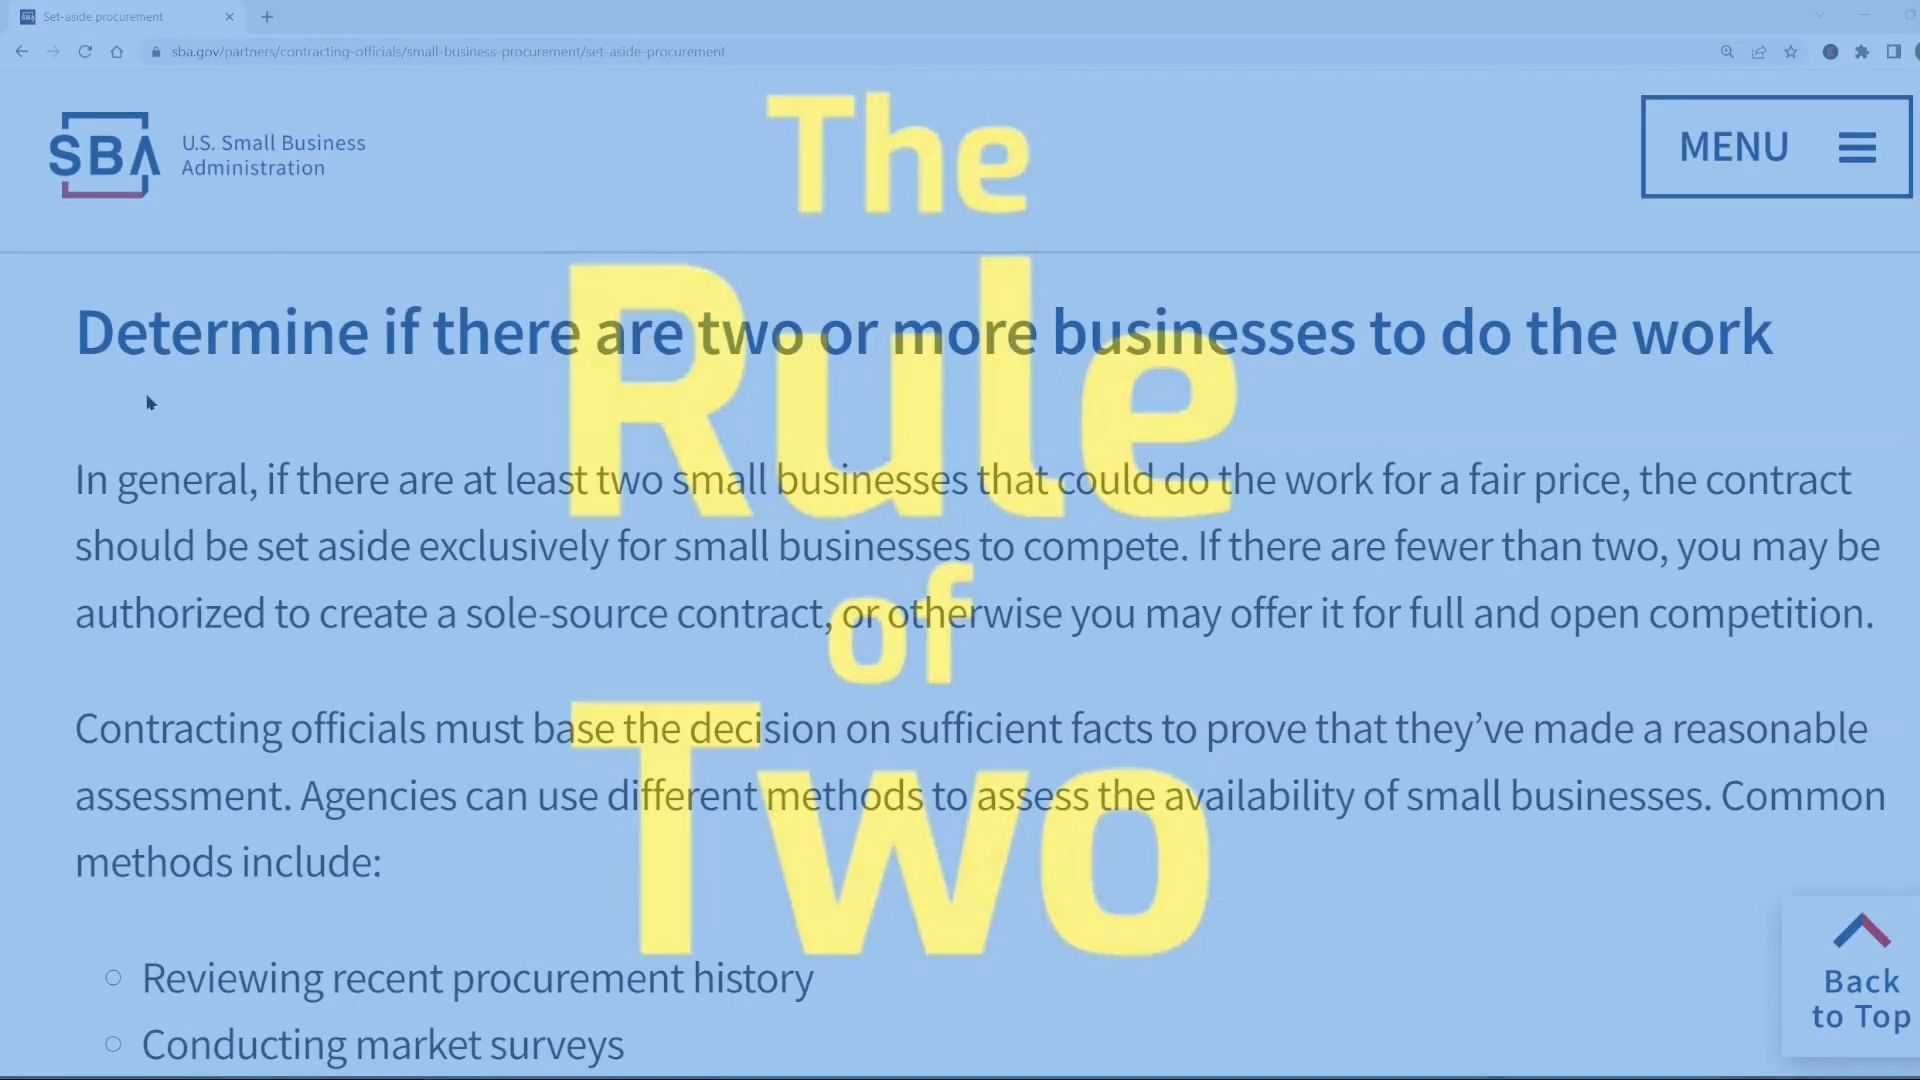 Set-aside procurement
sba.gov/partners/contracting-officials/small-business-procurement/set-aside-procurement
SBA
U.S. Small Business
Administration
MENU
The
Rule
of
Two
Determine if there are two or more businesses to do the work
In general, if there are at least two small businesses that could do the work for a fair price, the contract
should be set aside exclusively for small businesses to compete. If there are fewer than two, you may be
authorized to create a sole-source contract, or otherwise you may offer it for full and open competition.
Contracting officials must base the decision on sufficient facts to prove that they’ve made a reasonable
assessment. Agencies can use different methods to assess the availability of small businesses. Common
methods include:
Reviewing recent procurement history
Conducting market surveys
Back
to Top